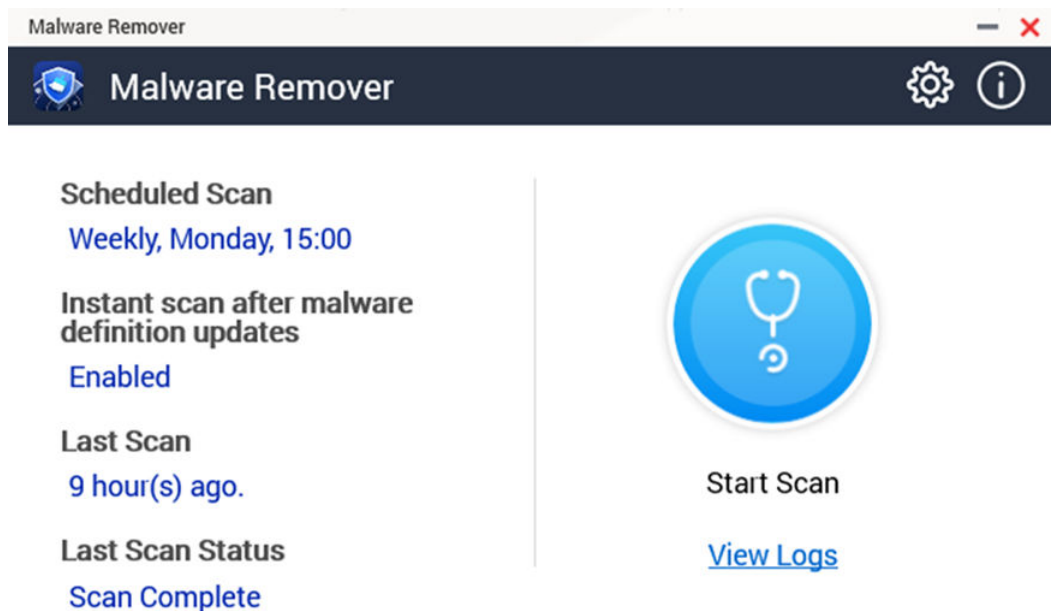 Malware Remover
Malware Remover
Scheduled Scan
Weekly, Monday, 15:00
Instant scan after malware
definition updates
Enabled
Last Scan
9 hour(s) ago.
Last Scan Status
Scan Complete
Start Scan
View Logs